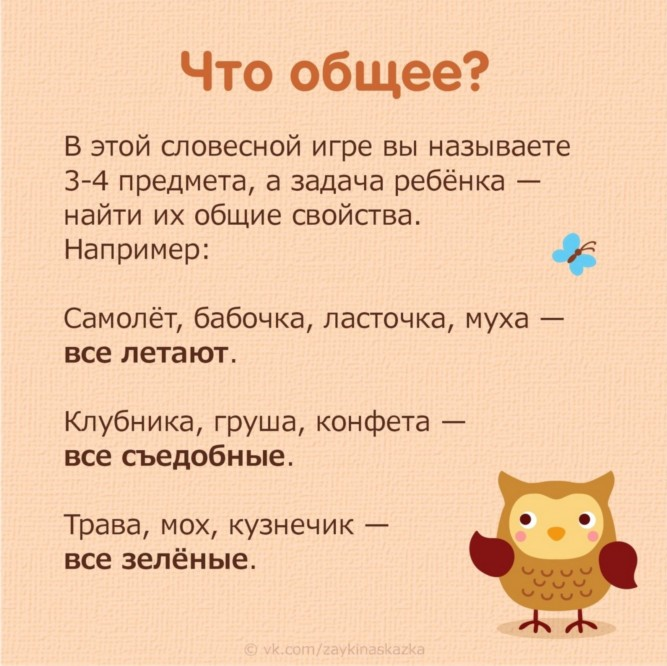 Что общее?
В этой словесной игре вы называете
3-4 предмета, а задача ребёнка —
найти их общие свойства.
Например:
Самолёт, бабочка, ласточка, муха —
все летают.
Клубника, груша, конфета —
все съедобные.
Трава, мох, кузнечик —
все зелёные.
© vk.com/zaykinaskazka